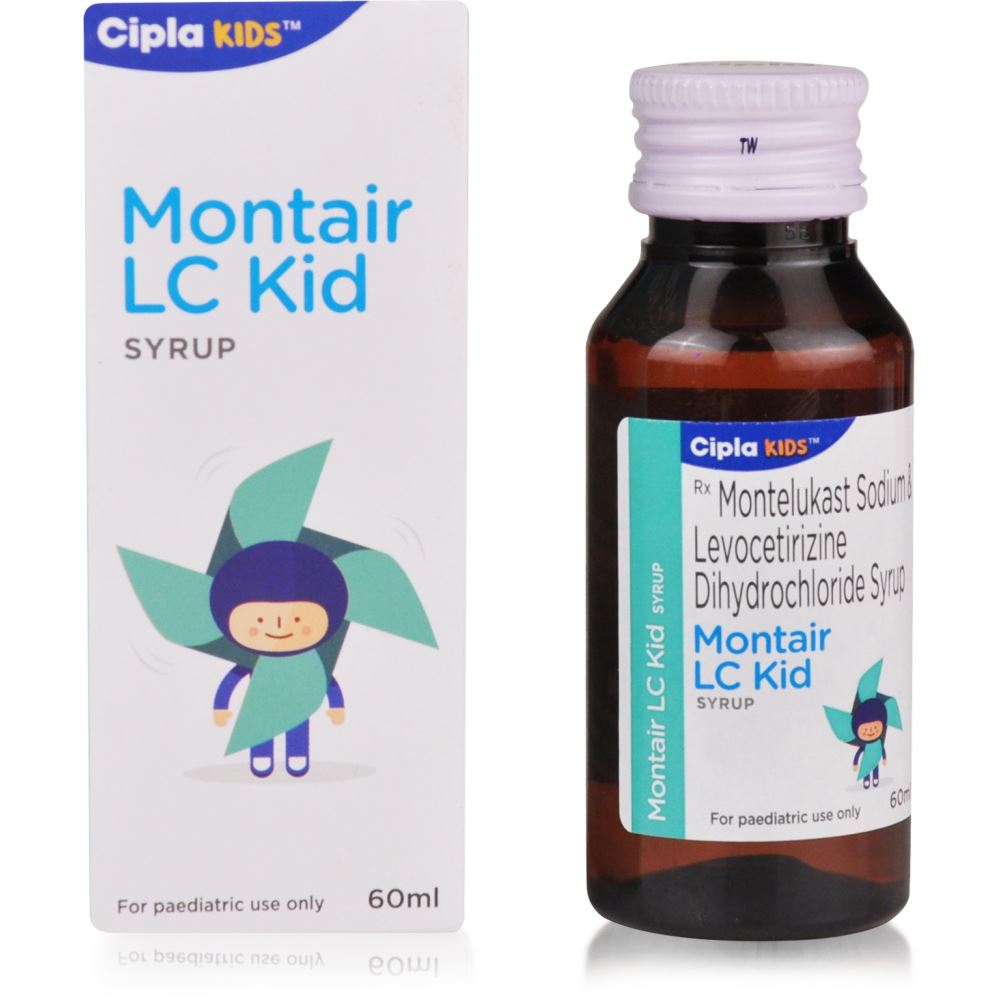 Cipla KIDS™
Montair
LC Kid
SYRUP
For paediatric use only
60ml
TW
Cipla KIDS™
Rx Montelukast Sodium &
Levocetirizine
Dihydrochloride Syrup
Montair
LC Kid
SYRUP
For paediatric use only
60ml
Montair LC Kid SYRUP